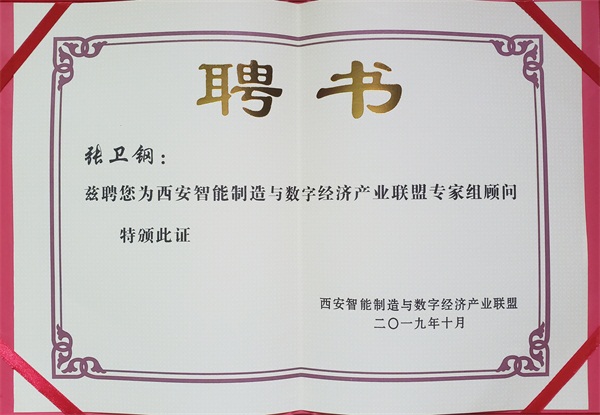 聘书
张卫钢：
兹聘您为西安智能制造与数字经济产业联盟专家组顾问
特颁此证
西安智能制造与数字经济产业联盟
二〇一九年十月